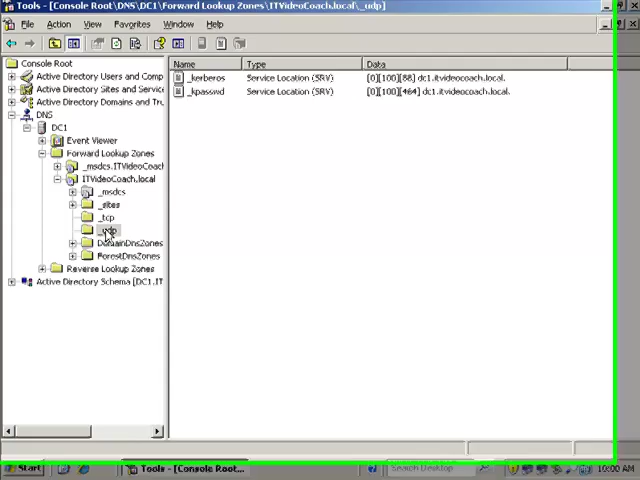 Tools - [Console Root\DNS\DC1\Forward Lookup Zones\ITVideoCoach.local\_udp]
File Action View Favorites Window Help
Console Root
Active Directory Users and Comp
Active Directory Sites and Service
Active Directory Domains and Tru
DNS
DC1
Event Viewer
Forward Lookup Zones
_msdcs.ITVideoCoach
ITVideoCoach.local
_msdcs
_sites
_tcp
_udp
DomainDnsZones
ForestDnsZones
Reverse Lookup Zones
Active Directory Schema [DC1.IT
Name Type Data
_kerberos Service Location (SRV) [0][100][88] dc1.itvideocoach.local.
_kpasswd Service Location (SRV) [0][100][464] dc1.itvideocoach.local.
Start Tools - [Console Root... Search Desktop 10:00 AM